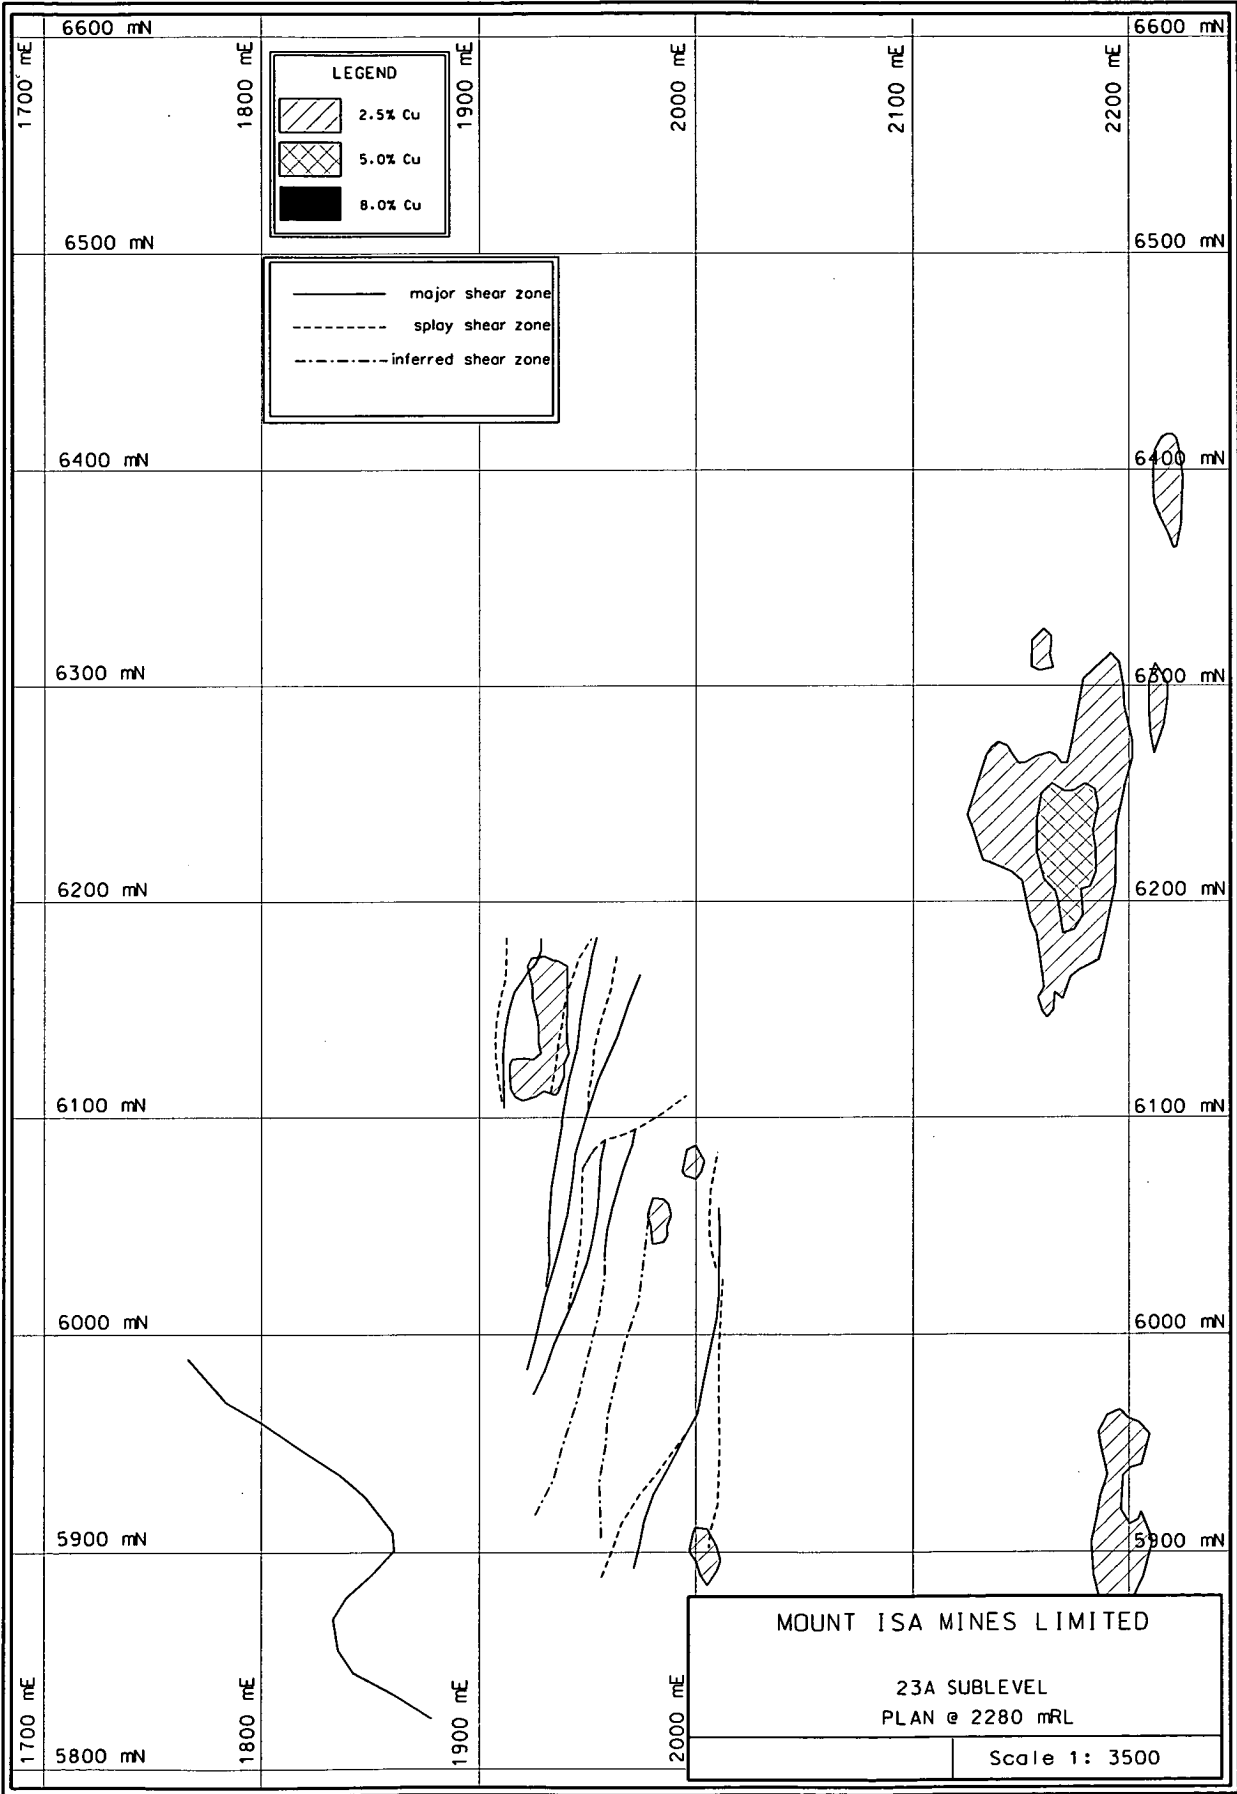 6600 mN
6600 mN
1700 mE
1800 mE
1900 mE
2000 mE
2100 mE
2200 mE
LEGEND
2.5% Cu
5.0% Cu
8.0% Cu
6500 mN
6500 mN
major shear zone
splay shear zone
inferred shear zone
6400 mN
6400 mN
6300 mN
6300 mN
6200 mN
6200 mN
6100 mN
6100 mN
6000 mN
6000 mN
5900 mN
5900 mN
1700 mE
1800 mE
1900 mE
2000 mE
5800 mN
MOUNT ISA MINES LIMITED
23A SUBLEVEL
PLAN @ 2280 mRL
Scale 1: 3500